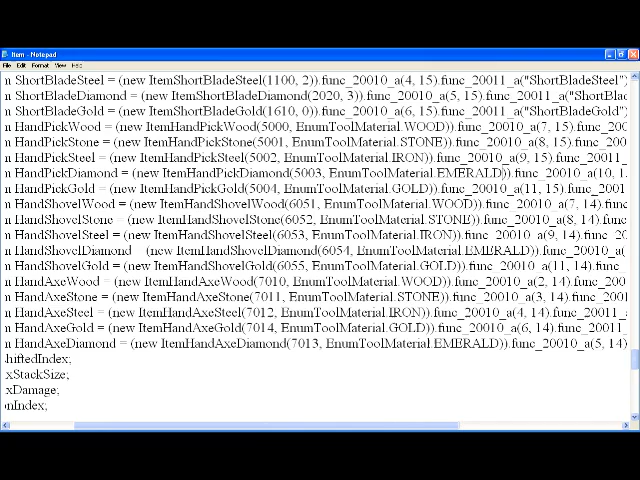 Item - Notepad
File Edit Format View Help
n ShortBladeSteel = (new ItemShortBladeSteel(1100, 2)).func_20010_a(4, 15).func_20011_a("ShortBladeSteel")
n ShortBladeDiamond = (new ItemShortBladeDiamond(2020, 3)).func_20010_a(5, 15).func_20011_a("ShortBlad
n ShortBladeGold = (new ItemShortBladeGold(1610, 0)).func_20010_a(6, 15).func_20011_a("ShortBladeGold")
n HandPickWood = (new ItemHandPickWood(5000, EnumToolMaterial.WOOD)).func_20010_a(7, 15).func_2001
n HandPickStone = (new ItemHandPickStone(5001, EnumToolMaterial.STONE)).func_20010_a(8, 15).func_200
n HandPickSteel = (new ItemHandPickSteel(5002, EnumToolMaterial.IRON)).func_20010_a(9, 15).func_20011_
n HandPickDiamond = (new ItemHandPickDiamond(5003, EnumToolMaterial.EMERALD)).func_20010_a(10, 1.
n HandPickGold = (new ItemHandPickGold(5004, EnumToolMaterial.GOLD)).func_20010_a(11, 15).func_2001
n HandShovelWood = (new ItemHandShovelWood(6051, EnumToolMaterial.WOOD)).func_20010_a(7, 14).func_
n HandShovelStone = (new ItemHandShovelStone(6052, EnumToolMaterial.STONE)).func_20010_a(8, 14).func
n HandShovelSteel = (new ItemHandShovelSteel(6053, EnumToolMaterial.IRON)).func_20010_a(9, 14).func_20
n HandShovelDiamond = (new ItemHandShovelDiamond(6054, EnumToolMaterial.EMERALD)).func_20010_a(
n HandShovelGold = (new ItemHandShovelGold(6055, EnumToolMaterial.GOLD)).func_20010_a(11, 14).func_
n HandAxeWood = (new ItemHandAxeWood(7010, EnumToolMaterial.WOOD)).func_20010_a(2, 14).func_200
n HandAxeStone = (new ItemHandAxeStone(7011, EnumToolMaterial.STONE)).func_20010_a(3, 14).func_200
n HandAxeSteel = (new ItemHandAxeSteel(7012, EnumToolMaterial.IRON)).func_20010_a(4, 14).func_20011_
n HandAxeGold = (new ItemHandAxeGold(7014, EnumToolMaterial.GOLD)).func_20010_a(6, 14).func_20011_
n HandAxeDiamond = (new ItemHandAxeDiamond(7013, EnumToolMaterial.EMERALD)).func_20010_a(5, 14)
hiftedIndex;
xStackSize;
xDamage;
nIndex;